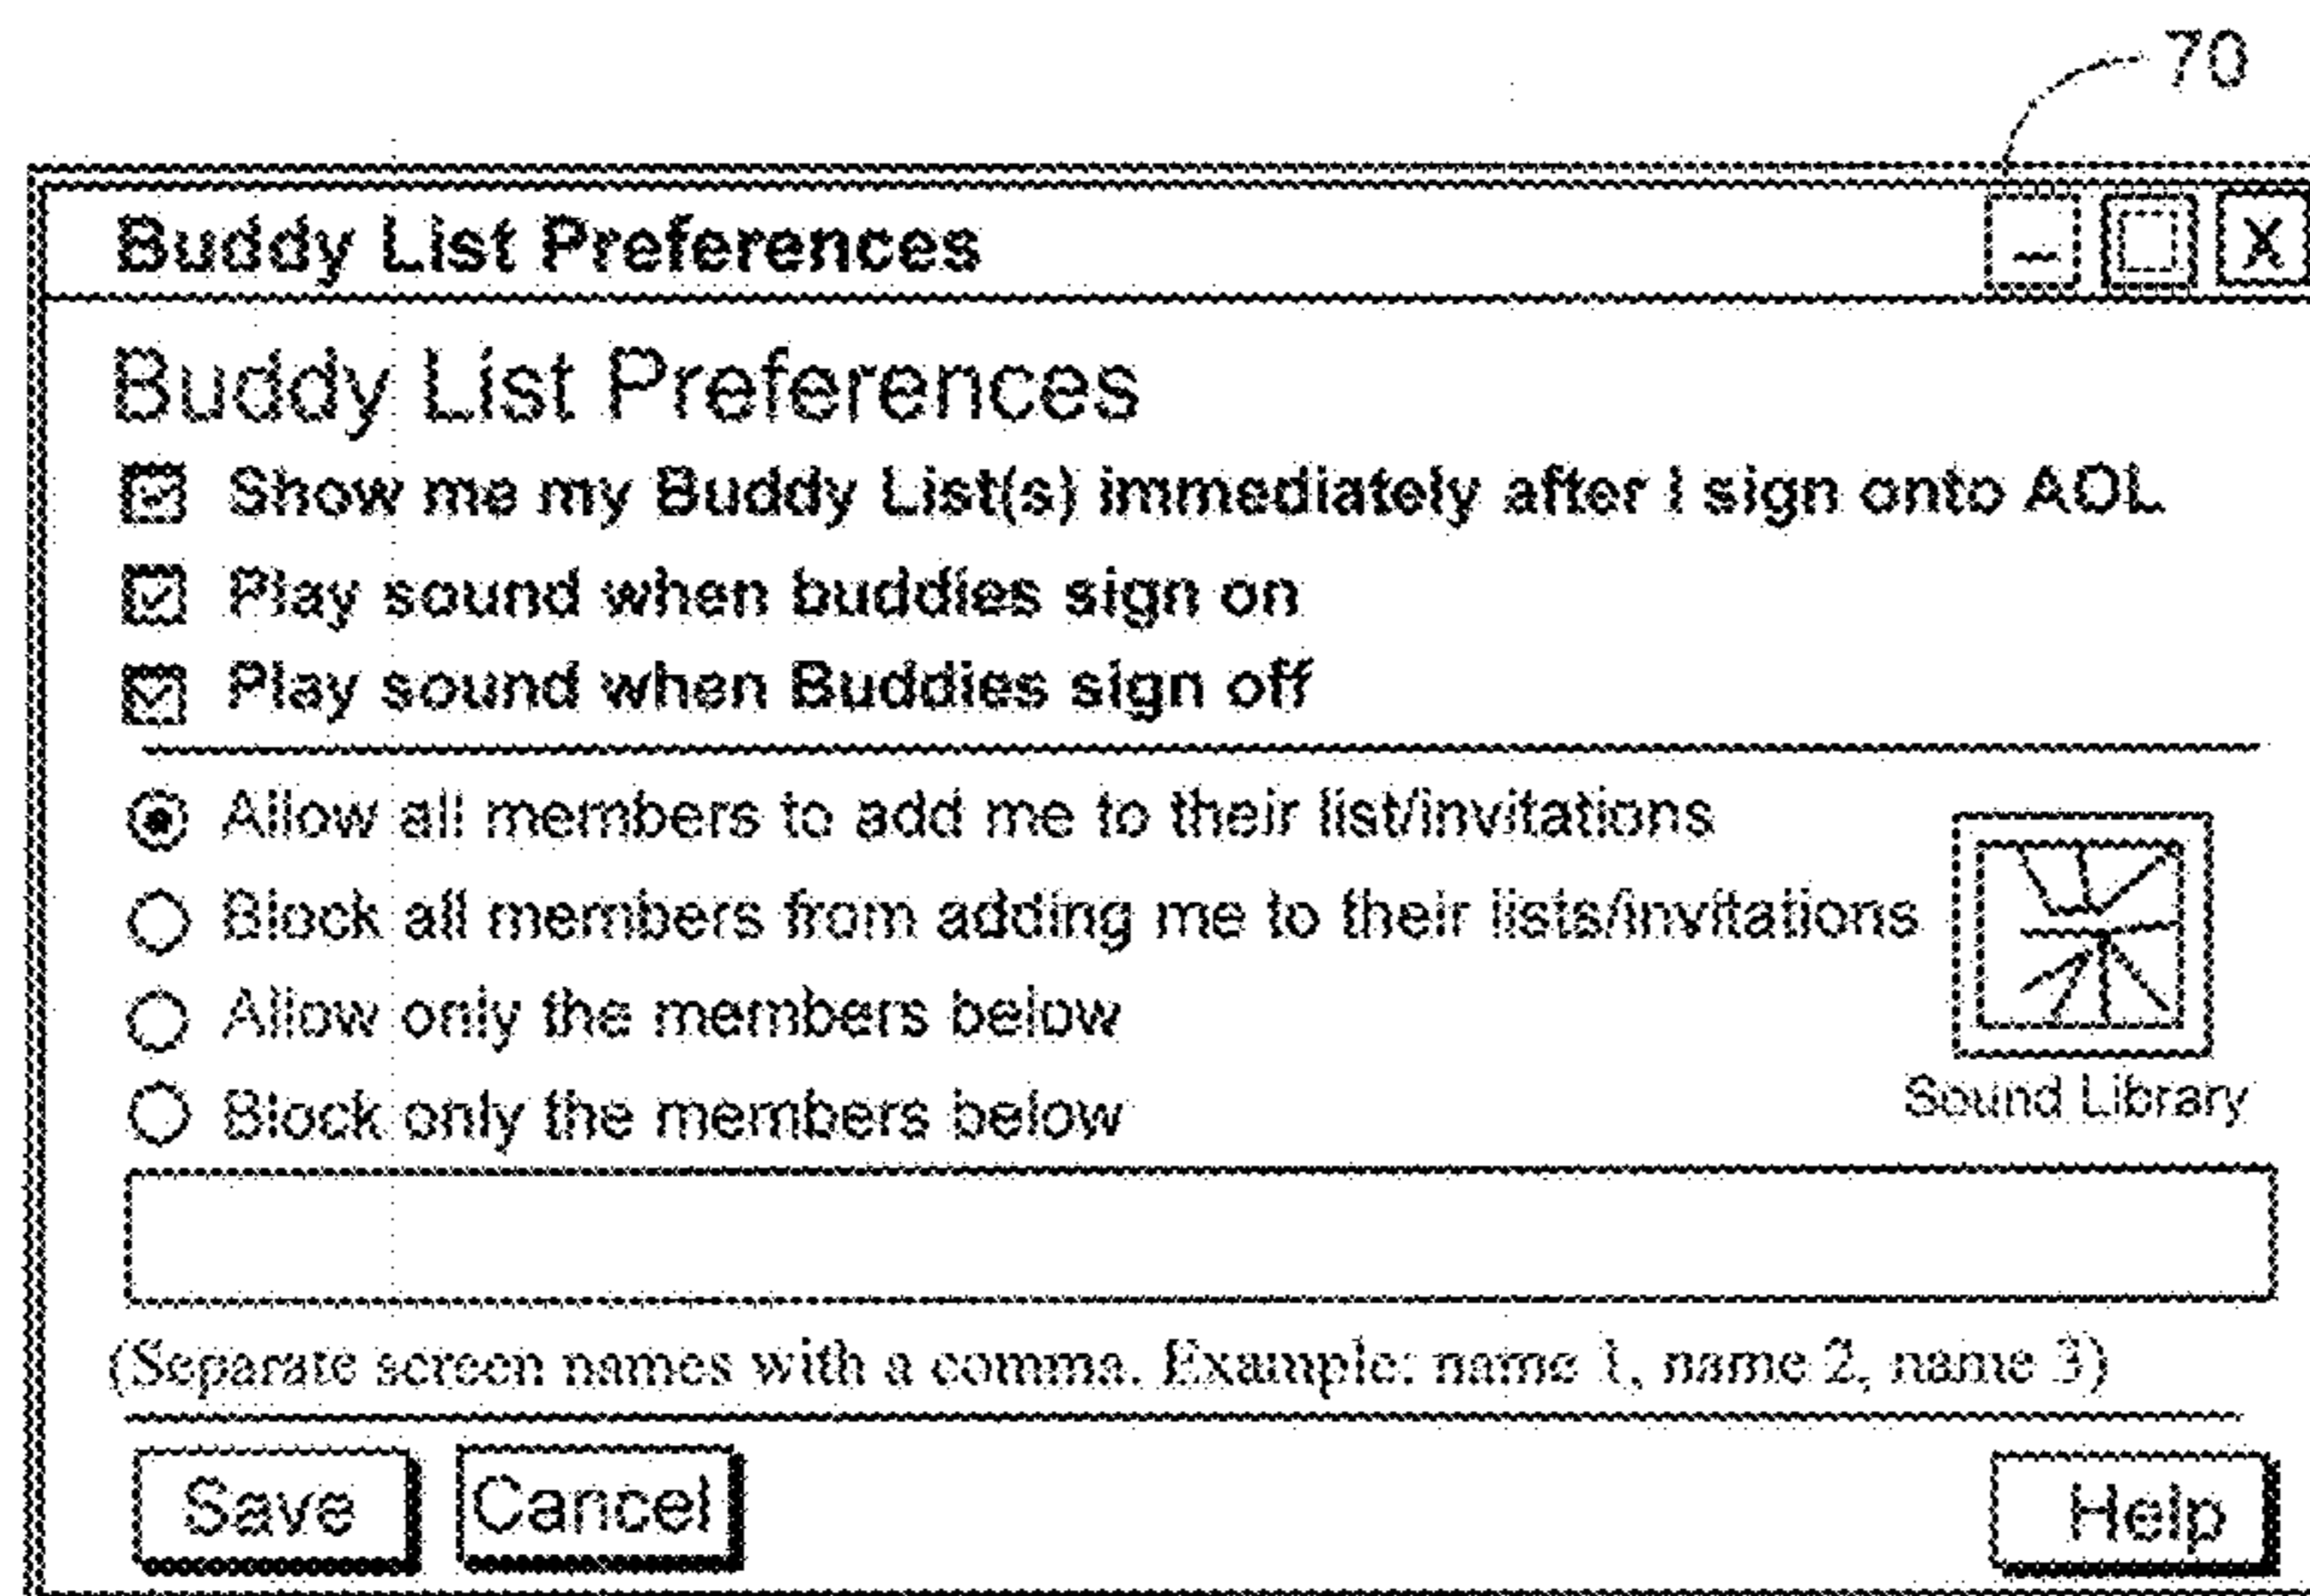 70
Buddy List Preferences
Buddy List Preferences
Show me my Buddy List(s) immediately after I sign onto AOL
Play sound when buddies sign on
Play sound when Buddies sign off
Allow all members to add me to their list/invitations
Block all members from adding me to their lists/invitations
Allow only the members below
Block only the members below
Sound Library
(Separate screen names with a comma. Example: name 1, name 2, name 3)
Save Cancel Help